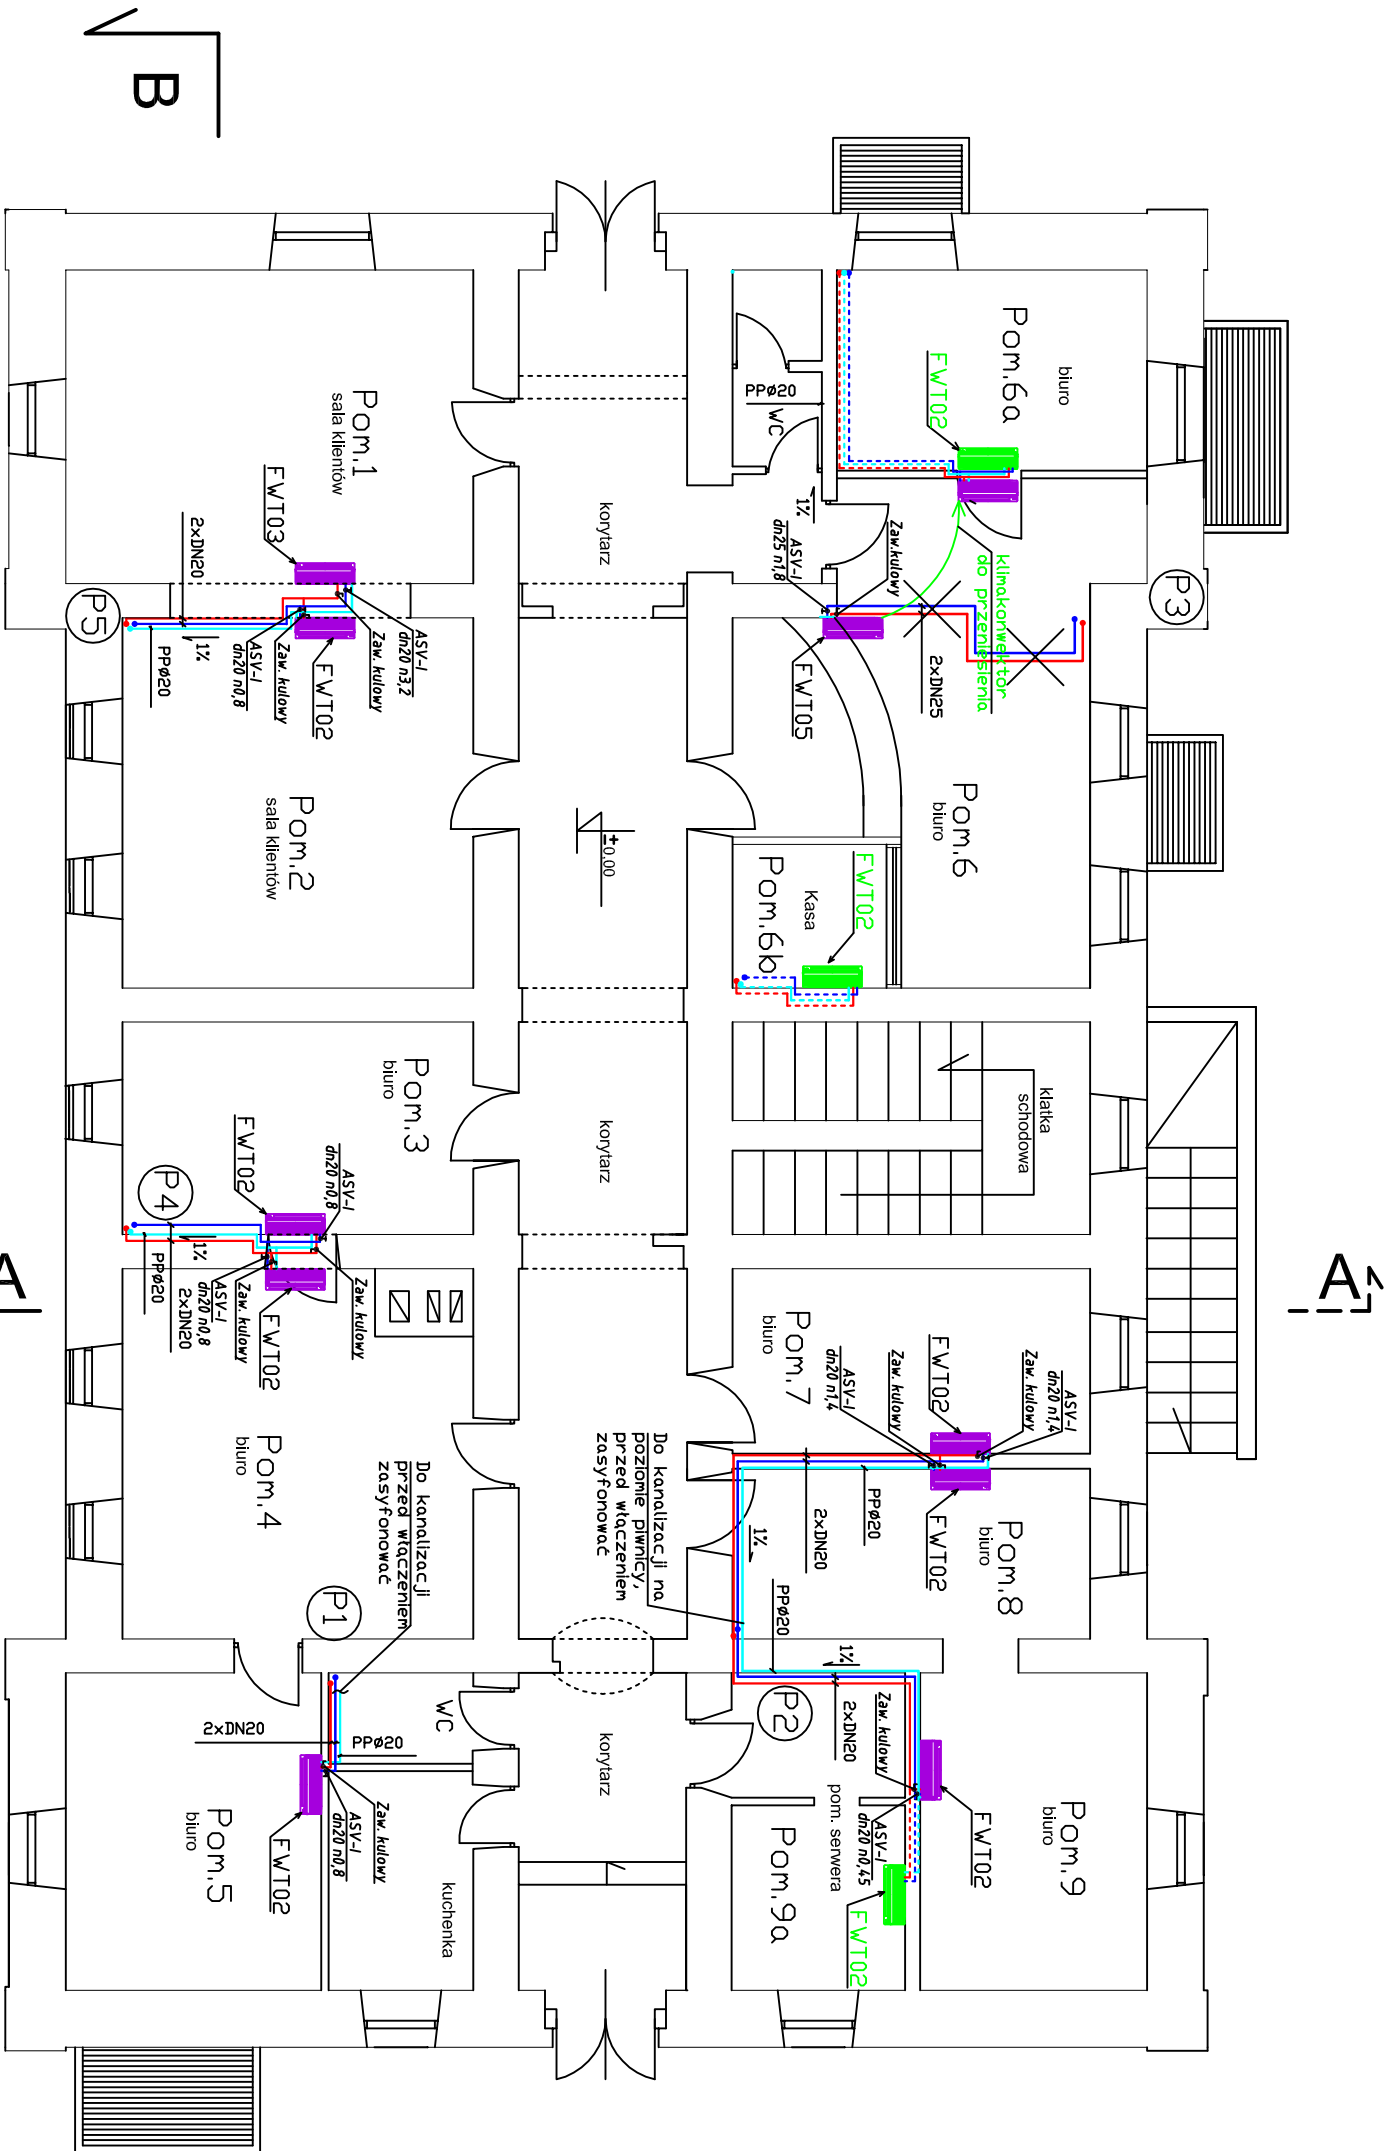 B
P3
Pom.6a
biuro
FWT02
PPø20
WC
1%
ASV-I
dn25 n1,8
Zaw.kulowy
klimakonwektor
do przeniesienia
2xDN25
FWT05
Pom.6
biuro
FWT02
Kasa
Pom.6b
Pom.1
sala klientów
FWT03
2xDN20
P5
1%
PPø20
ASV-I
dn20 n3,2
Zaw. kulowy
Zaw. kulowy
ASV-I
dn20 n0,8
FWT02
Pom.2
sala klientów
korytarz
±0.00
klatka
schodowa
korytarz
Pom.3
biuro
FWT02
P4
ASV-I
dn20 n0,8
1%
PPø20
2xDN20
ASV-I
dn20 n0,8
Zaw. kulowy
FWT02
Zaw. kulowy
A
A
Pom.4
biuro
Do kanalizacji
przed włączeniem
zasyfonować
Do kanalizacji na
poziomie piwnicy,
przed włączeniem
zasyfonować
Pom.7
biuro
ASV-I
dn20 n1,4
Zaw. kulowy
FWT02
Zaw. kulowy
ASV-I
dn20 n1,4
PPø20
2xDN20
1%
FWT02
Pom.8
biuro
PPø20
1%
P2
2xDN20
Zaw. kulowy
ASV-I
dn20 n0,45
FWT02
Pom.9
biuro
pom. serwera
Pom.9a
FWT02
korytarz
P1
WC
2xDN20
PPø20
Zaw. kulowy
ASV-I
dn20 n0,8
FWT02
Pom.5
biuro
kuchenka